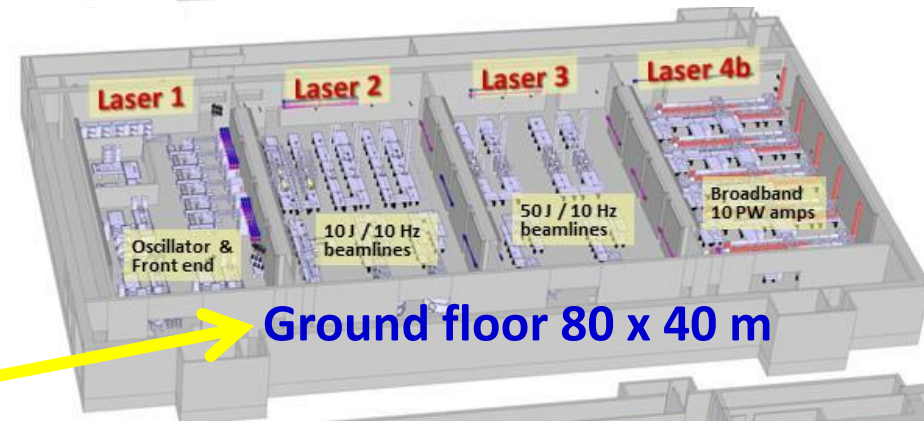 Laser 1
Laser 2
Laser 3
Laser 4b
Oscillator &
Front end
10 J / 10 Hz
beamlines
50 J / 10 Hz
beamlines
Broadband
10 PW amps
Ground floor 80 x 40 m